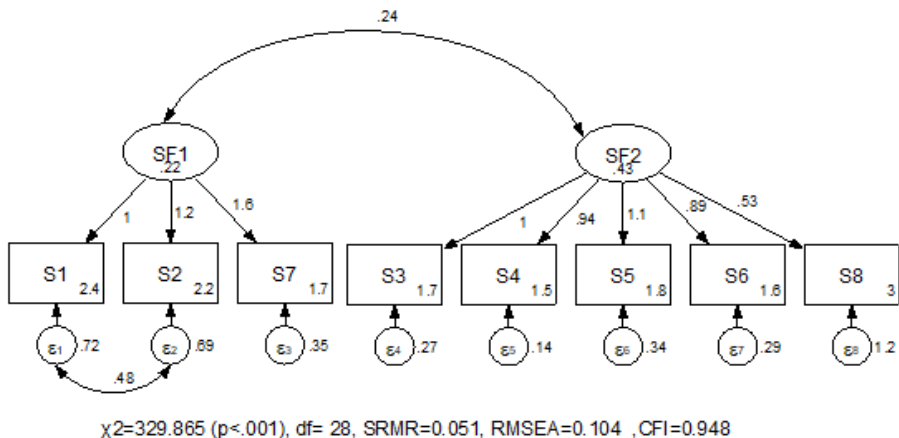 .24
SF1
.22
SF2
.43
1
1.2
1.6
1
.94
1.1
.89
.53
S1
2.4
S2
2.2
S7
1.7
S3
1.7
S4
1.5
S5
1.8
S6
1.6
S8
3
ε1 .72
ε2 .69
ε3 .35
ε4 .27
ε5 .14
ε6 .34
ε7 .29
ε8 1.2
.48
χ2=329.865 (p<.001), df= 28, SRMR=0.051, RMSEA=0.104 ,CFI=0.948